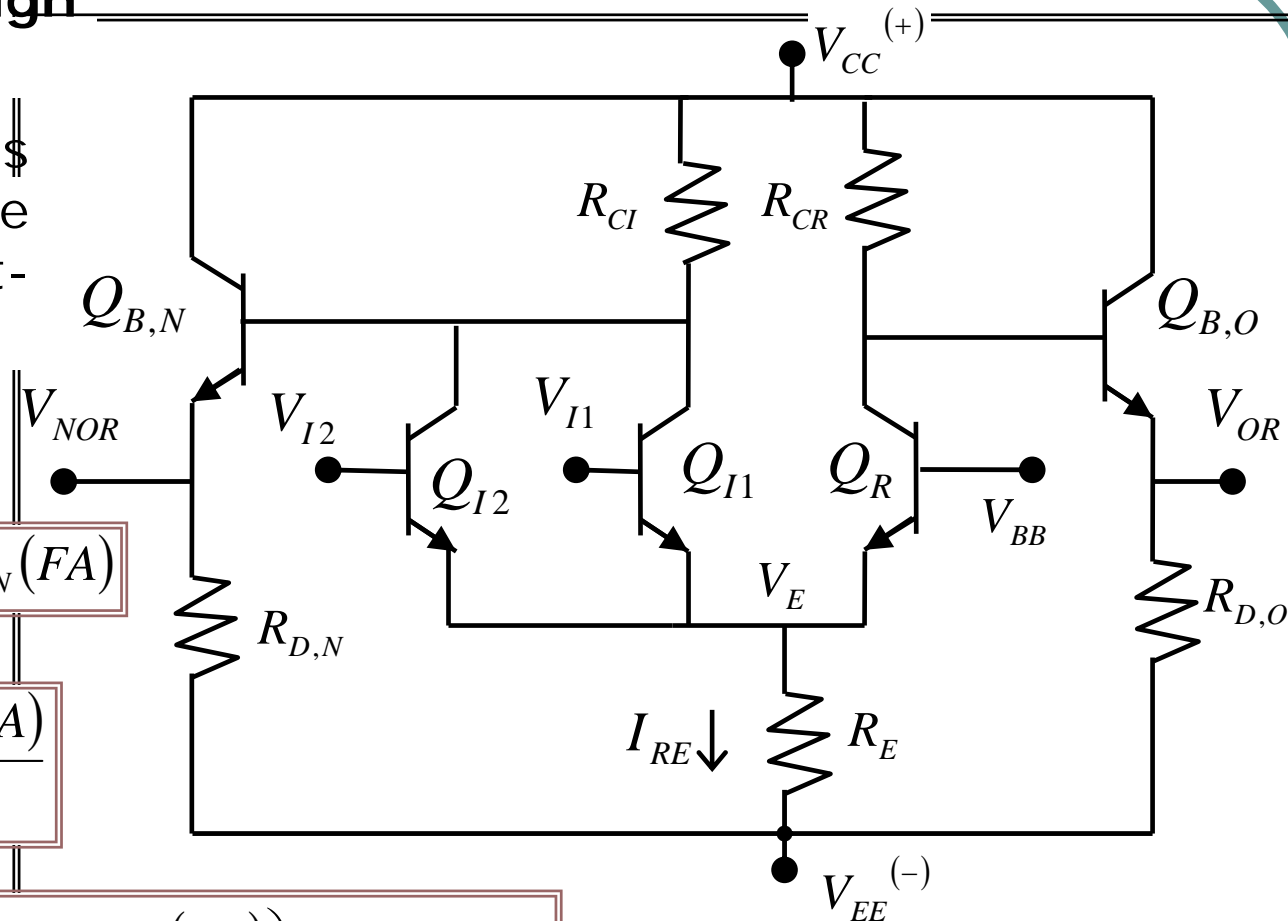 V_CC (+)
$
e
t-
R_CI
R_CR
Q_B,N
Q_B,O
V_NOR
V_I2
V_I1
V_OR
Q_I2
Q_I1
Q_R
V_BB
N(FA)
V_E
R_D,N
R_D,O
A)
I_RE
R_E
V_EE (−)